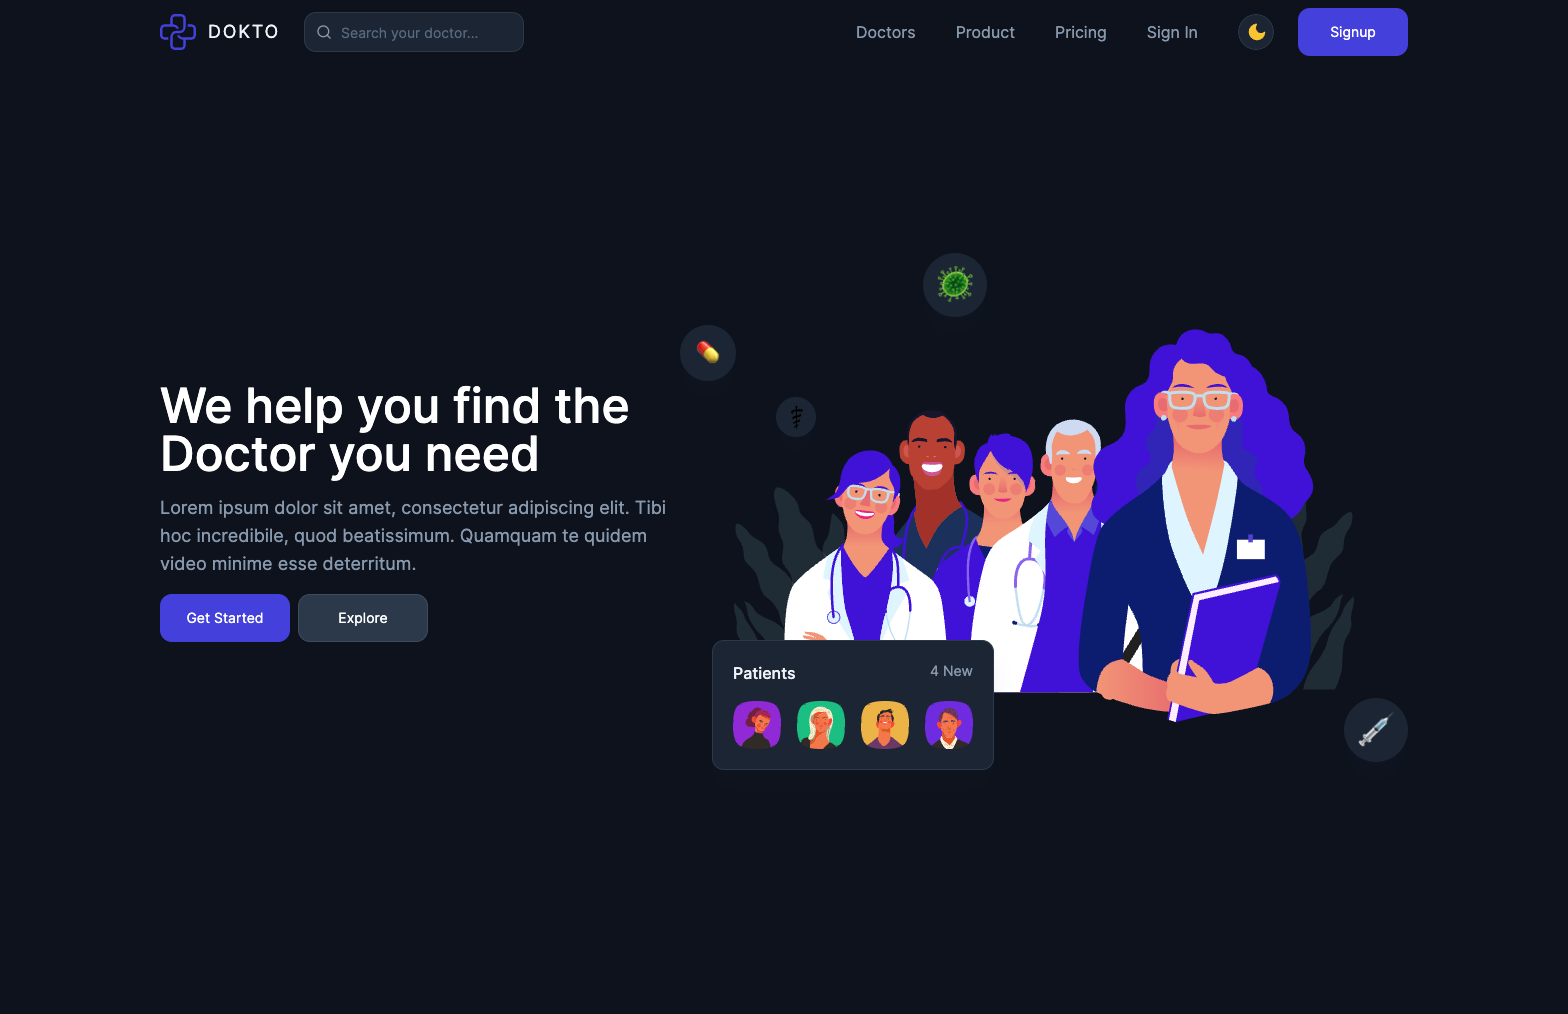 DOKTO
Search your doctor...
Doctors
Product
Pricing
Sign In
Signup
We help you find the
Doctor you need
Lorem ipsum dolor sit amet, consectetur adipiscing elit. Tibi
hoc incredibile, quod beatissimum. Quamquam te quidem
video minime esse deterritum.
Get Started
Explore
Patients
4 New